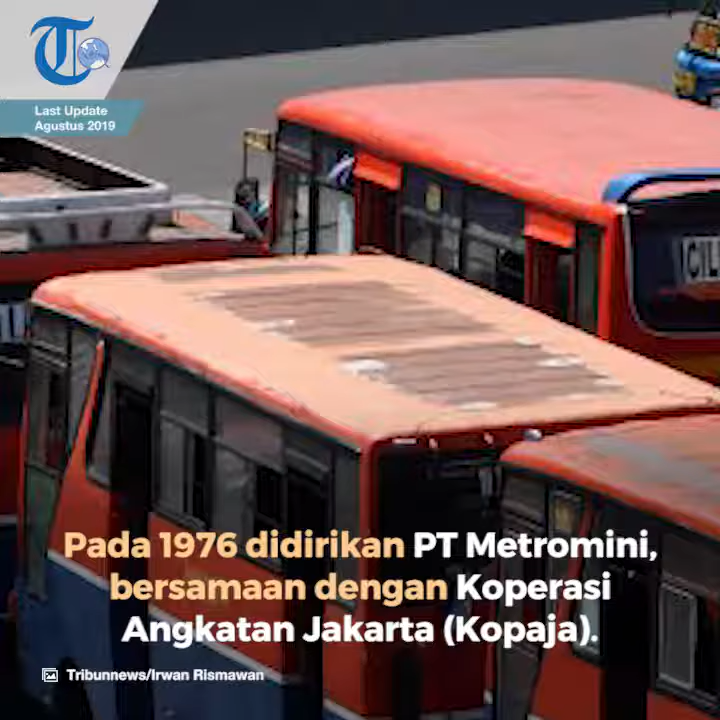 Last Update
Agustus 2019
Pada 1976 didirikan PT Metromini,
bersamaan dengan Koperasi
Angkatan Jakarta (Kopaja).
Tribunnews/Irwan Rismawan